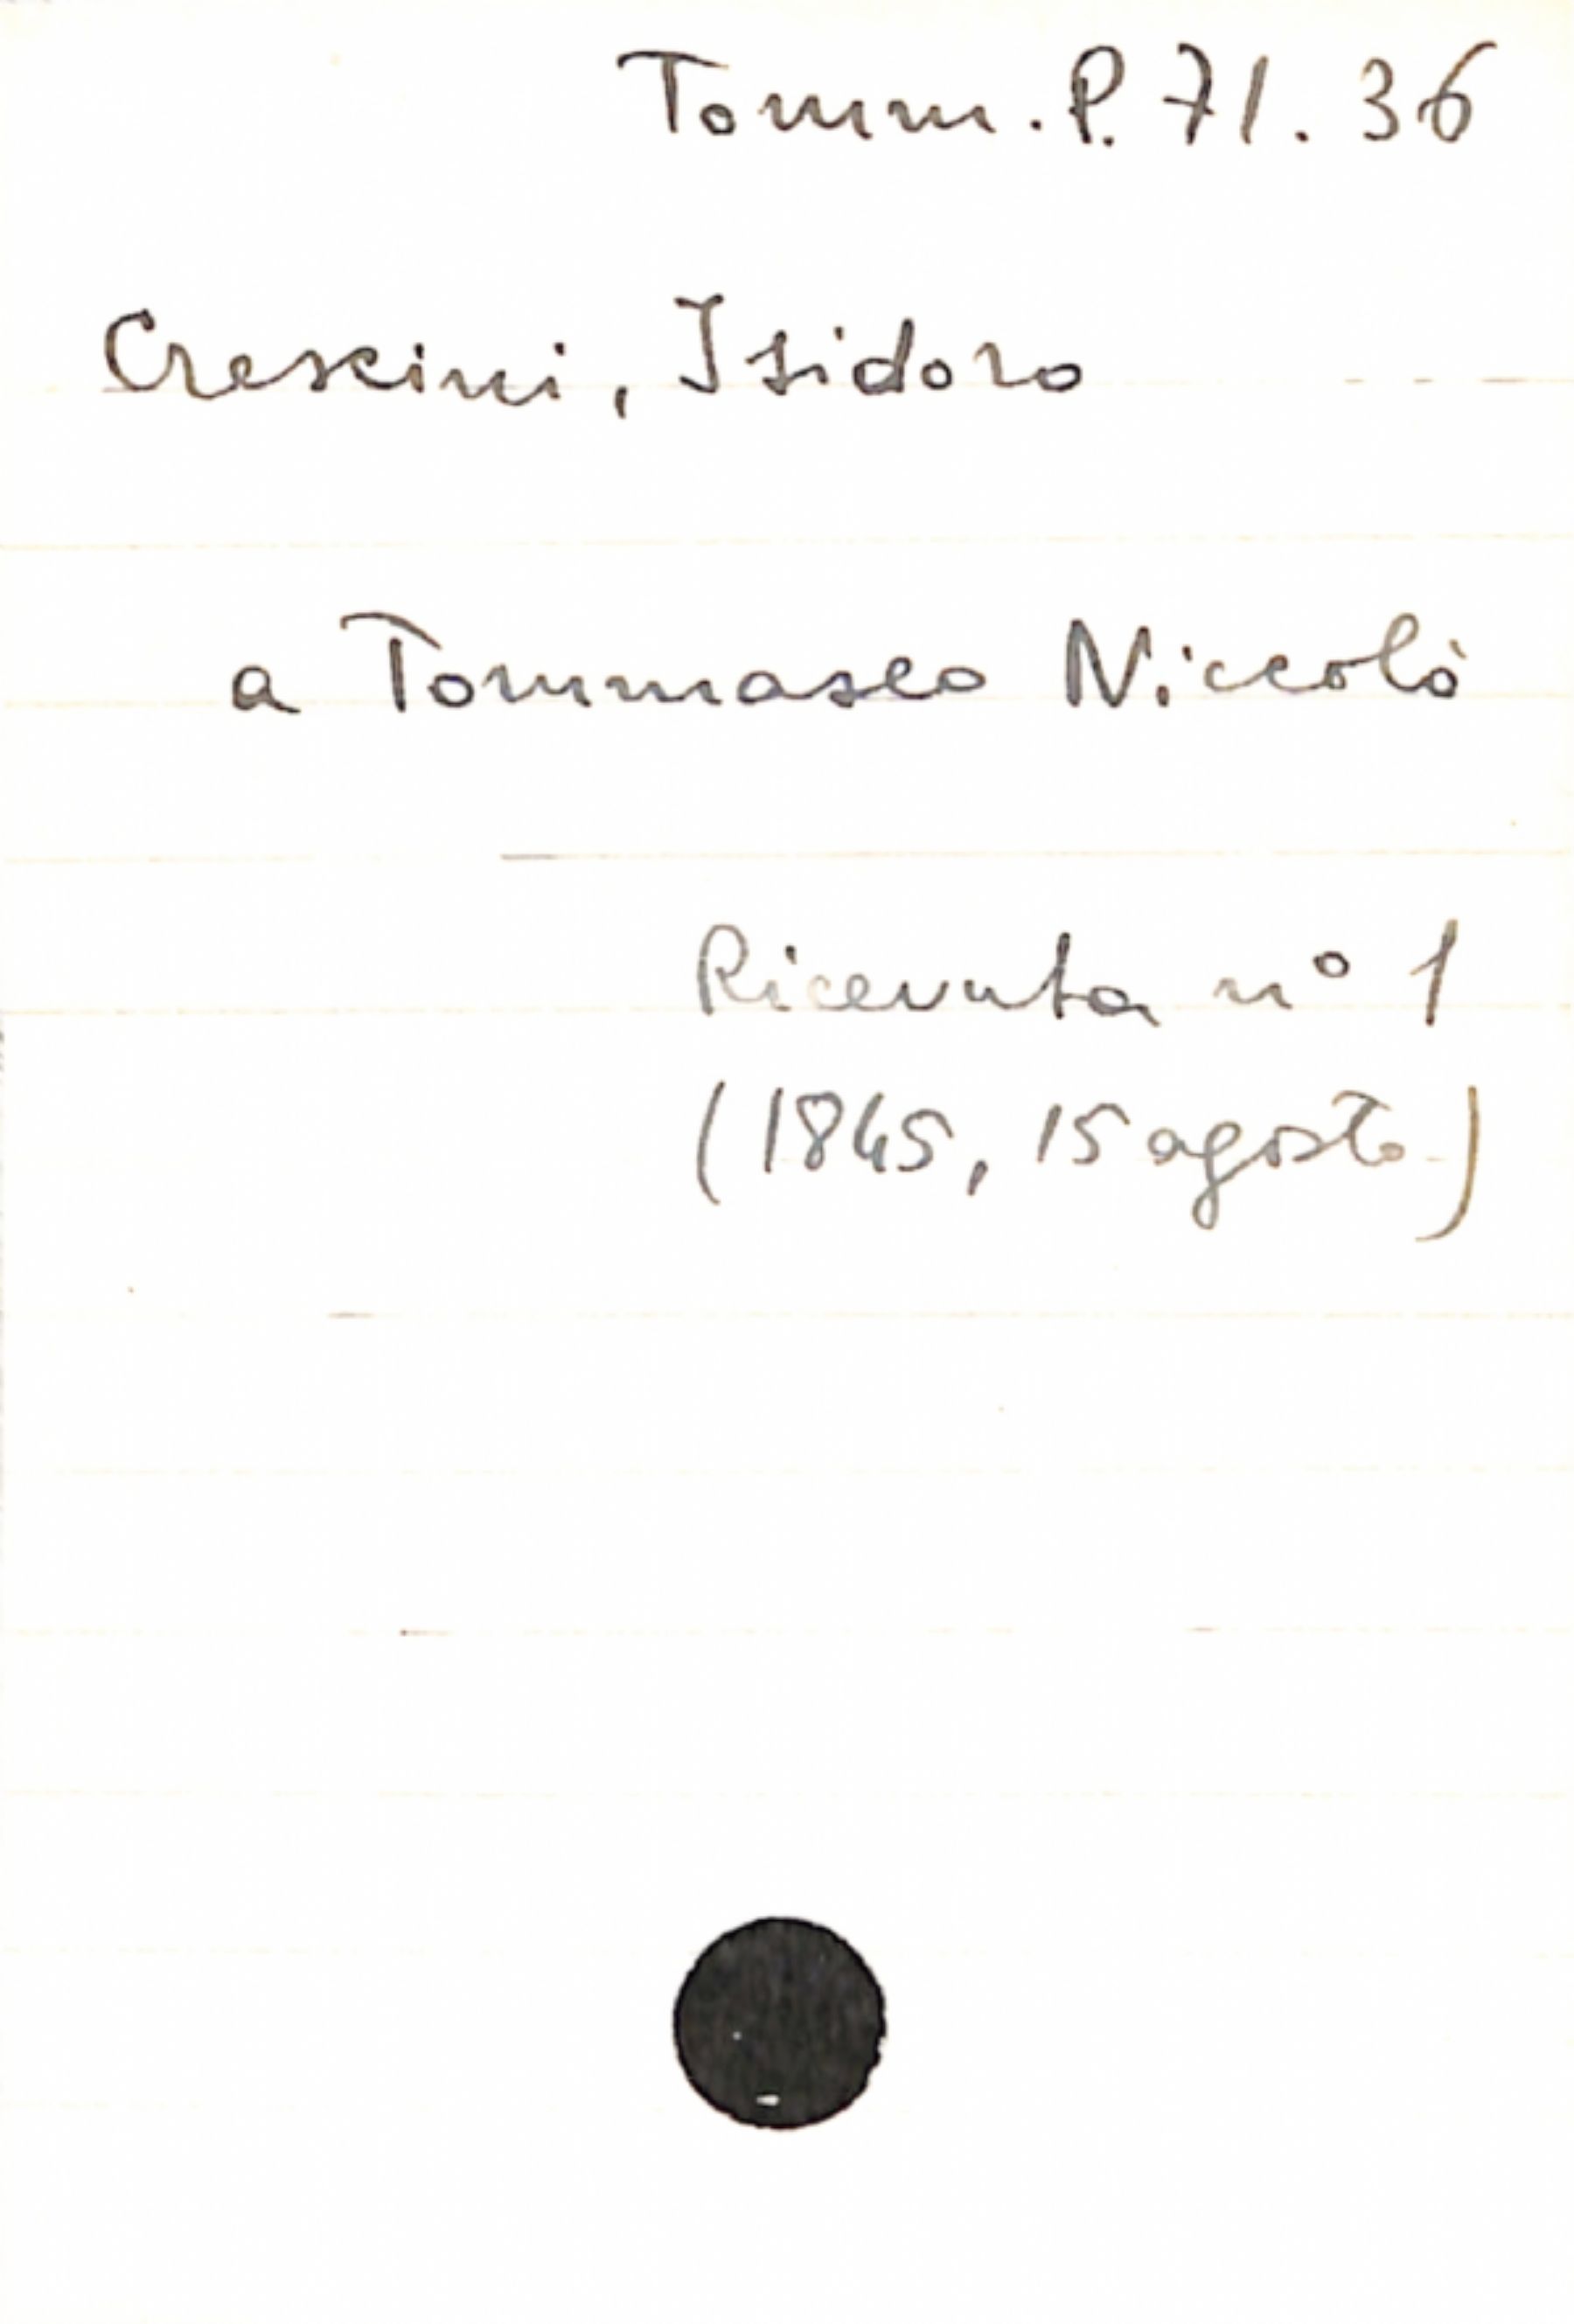 Tomm. P. 71. 36
Crescini, Isidoro
a Tommaseo Niccolò
Ricevuta n° 1
(1845, 15 agosto)